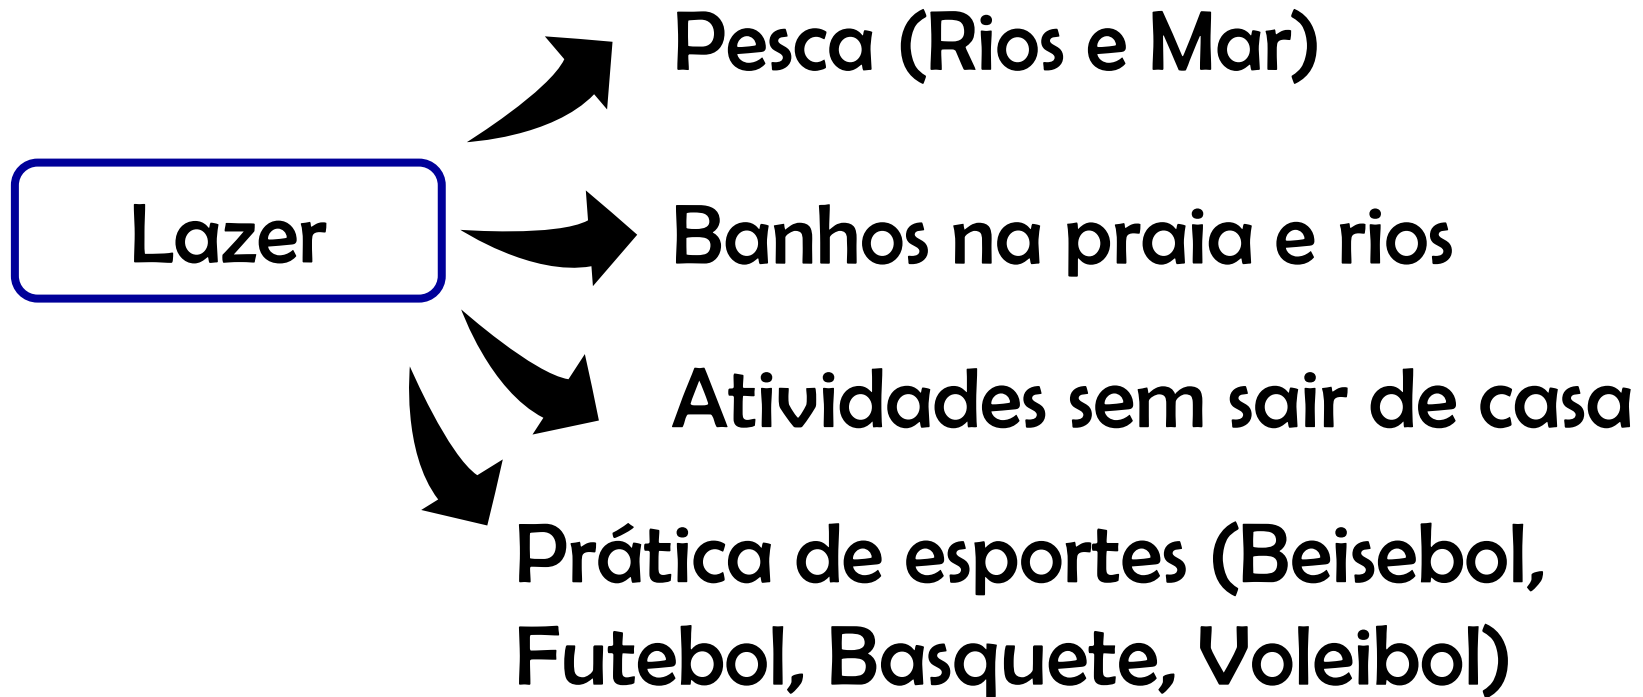 Pesca (Rios e Mar)
Lazer
Banhos na praia e rios
Atividades sem sair de casa
Prática de esportes (Beisebol,
Futebol, Basquete, Voleibol)